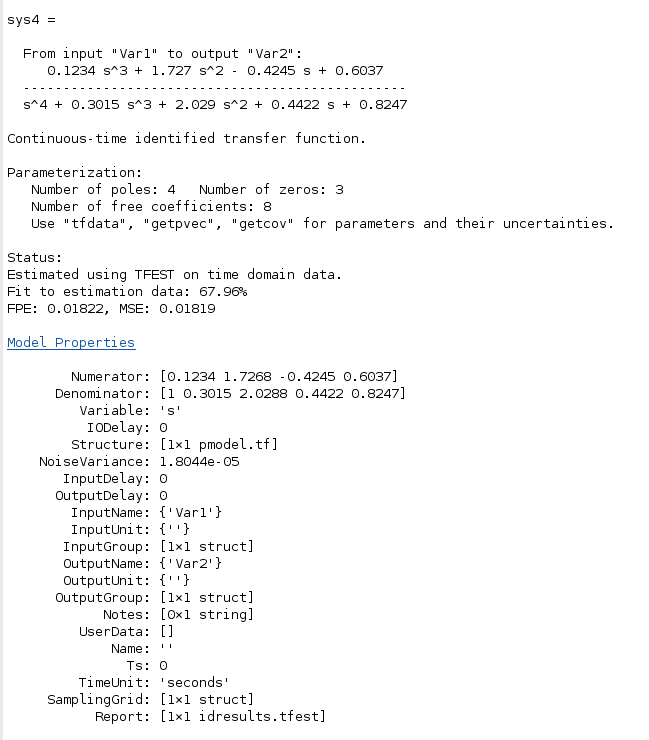 sys4 =
From input "Var1" to output "Var2":
0.1234 s^3 + 1.727 s^2 - 0.4245 s + 0.6037
-----------------------------------------------
s^4 + 0.3015 s^3 + 2.029 s^2 + 0.4422 s + 0.8247
Continuous-time identified transfer function.
Parameterization:
Number of poles: 4   Number of zeros: 3
Number of free coefficients: 8
Use "tfdata", "getpvec", "getcov" for parameters and their uncertainties.
Status:
Estimated using TFEST on time domain data.
Fit to estimation data: 67.96%
FPE: 0.01822, MSE: 0.01819
Model Properties
Numerator: [0.1234 1.7268 -0.4245 0.6037]
Denominator: [1 0.3015 2.0288 0.4422 0.8247]
Variable: 's'
IODelay: 0
Structure: [1×1 pmodel.tf]
NoiseVariance: 1.8044e-05
InputDelay: 0
OutputDelay: 0
InputName: {'Var1'}
InputUnit: {''}
InputGroup: [1×1 struct]
OutputName: {'Var2'}
OutputUnit: {''}
OutputGroup: [1×1 struct]
Notes: [0×1 string]
UserData: []
Name: ''
Ts: 0
TimeUnit: 'seconds'
SamplingGrid: [1×1 struct]
Report: [1×1 idresults.tfest]